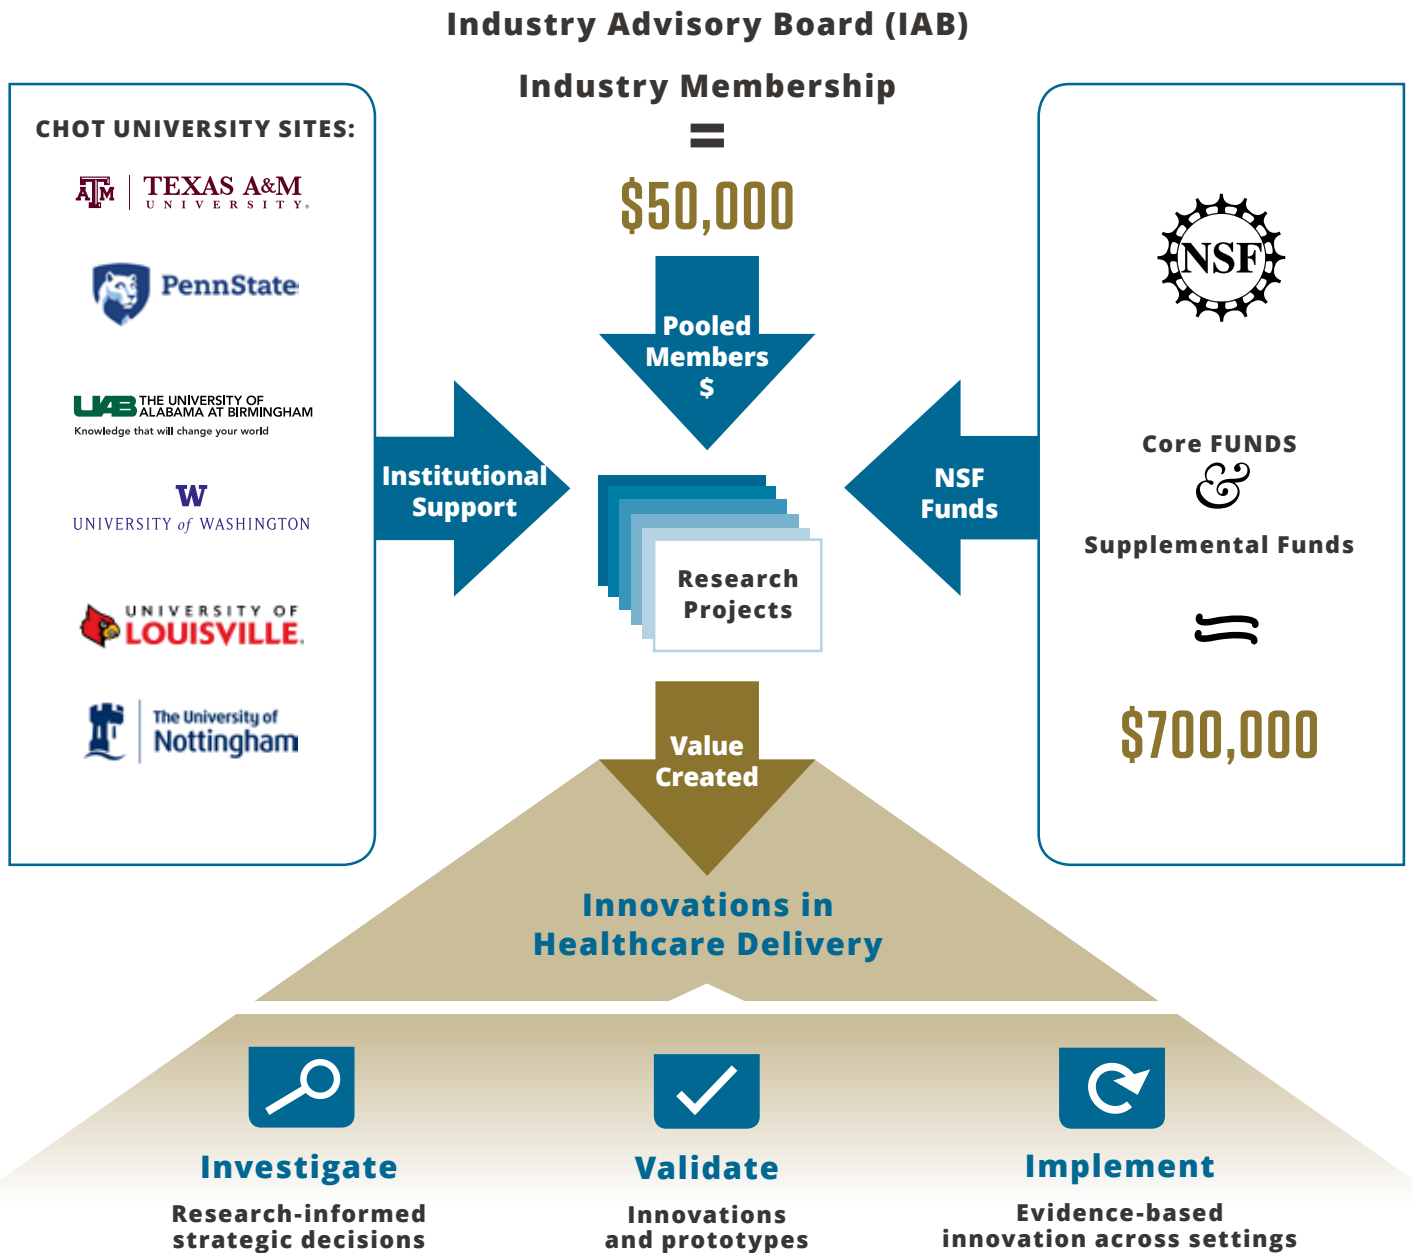 Industry Advisory Board (IAB)
Industry Membership
=
$50,000
Pooled
Members
$
CHOT UNIVERSITY SITES:
ATM | TEXAS A&M
UNIVERSITY.
PennState
UAB THE UNIVERSITY OF
ALABAMA AT BIRMINGHAM
Knowledge that will change your world
W
UNIVERSITY of WASHINGTON
UNIVERSITY OF
LOUISVILLE.
The University of
Nottingham
Institutional
Support
NSF
Core FUNDS
&
Supplemental Funds
=
$700,000
NSF
Funds
Research
Projects
Value
Created
Innovations in
Healthcare Delivery
Investigate
Research-informed
strategic decisions
Validate
Innovations
and prototypes
Implement
Evidence-based
innovation across settings